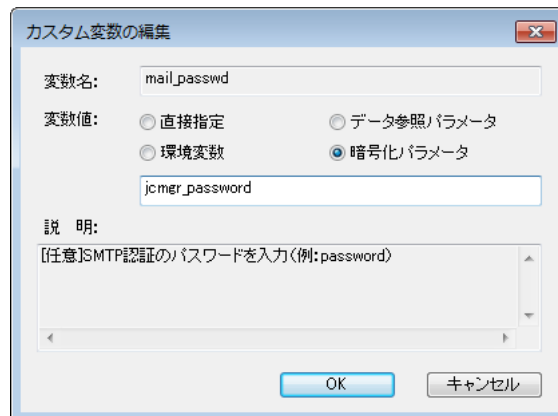 カスタム変数の編集
変数名: mail_passwd
変数値: 直接指定 データ参照パラメータ
環境変数 暗号化パラメータ
jcmgr_password
説 明:
[任意]SMTP認証のパスワードを入力(例:password)
OK キャンセル